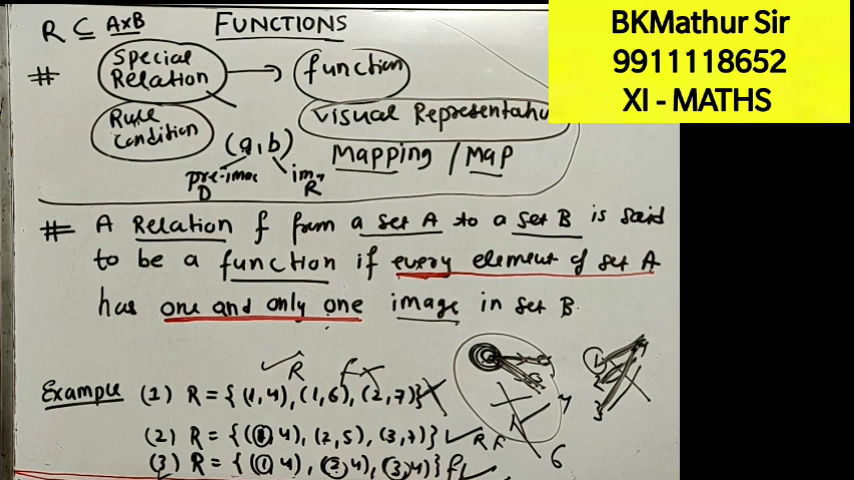 R ⊆ A×B FUNCTIONS
BKMathur Sir
9911118652
XI - MATHS
# Special Relation → function
Rule Condition
Visual Representation
(a,b)
Mapping / Map
pre-image
D
R
# A Relation f from a set A to a set B is said
to be a function if every element of set A
has one and only one image in set B.
R f
Example (1) R = { (1,4), (1,6), (2,7)}
(2) R = {(1,4), (2,5), (3,7)} R F
(3) R = {(1,4), (2,4), (3,4)} f
6
3